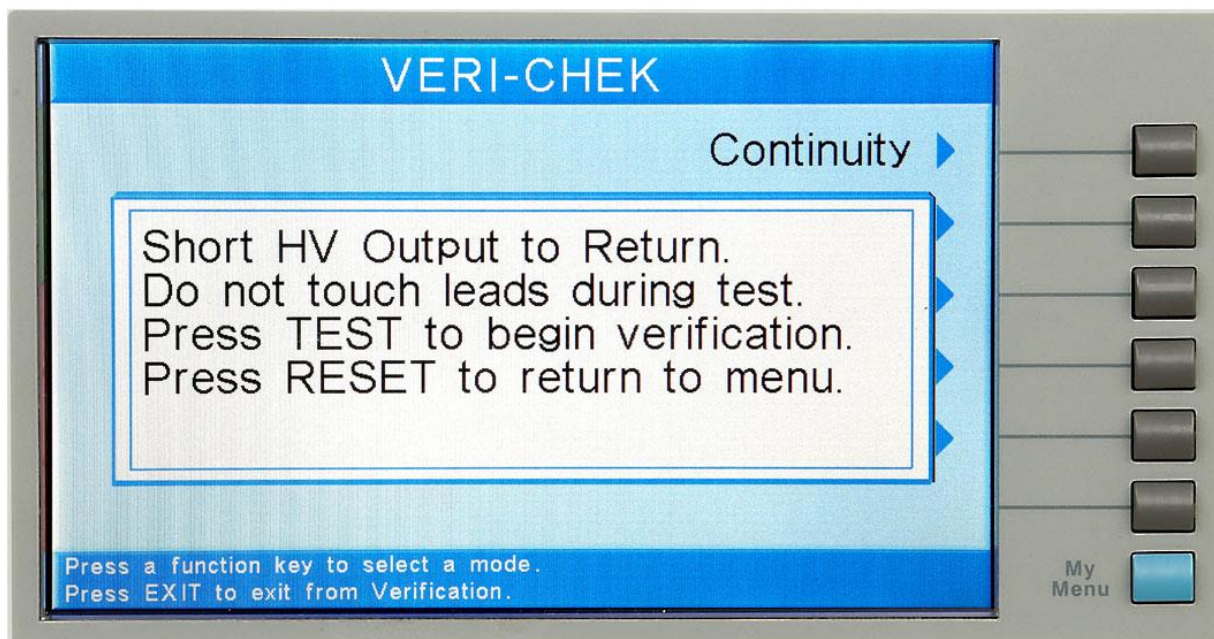 VERI-CHEK
Continuity
Short HV Output to Return.
Do not touch leads during test.
Press TEST to begin verification.
Press RESET to return to menu.
Press a function key to select a mode.
Press EXIT to exit from Verification.
My
Menu